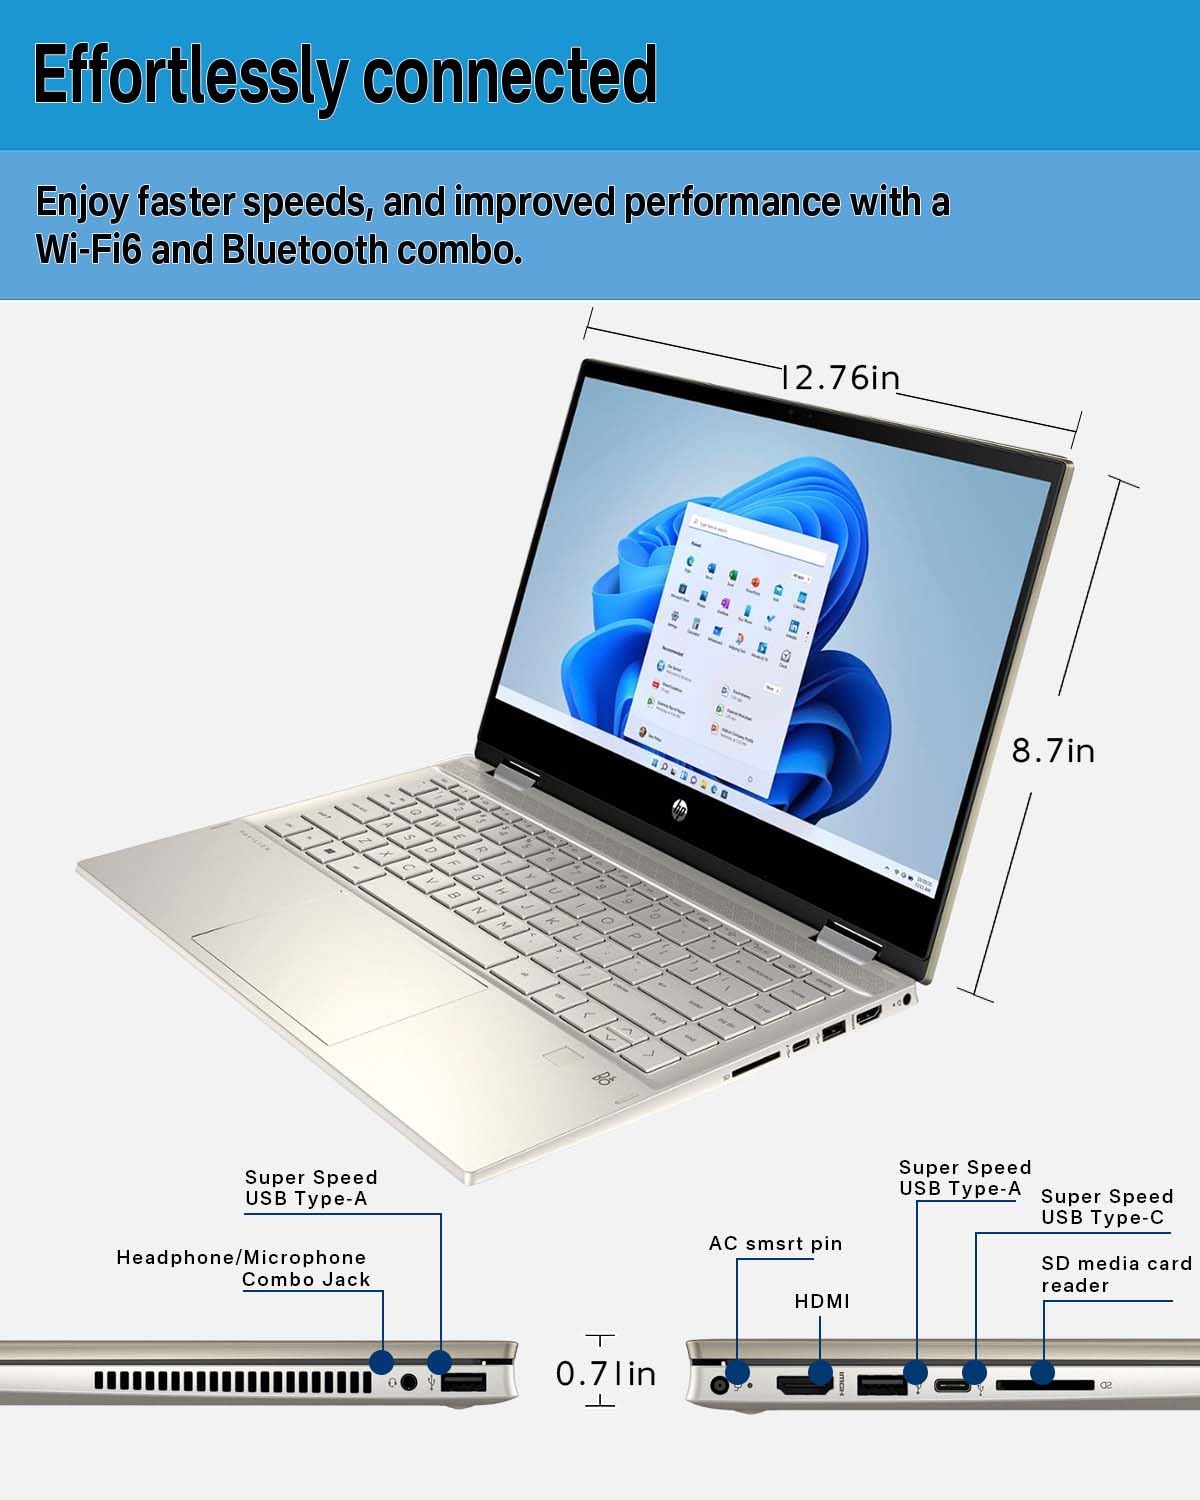 Effortlessly connected
Enjoy faster speeds, and improved performance with a
Wi-Fi6 and Bluetooth combo.
12.76in
8.7in
hp
PAVILION
B&O
Super Speed
USB Type-A
Headphone/Microphone
Combo Jack
0.71in
Super Speed
USB Type-A
Super Speed
USB Type-C
AC smsrt pin
SD media card
reader
HDMI